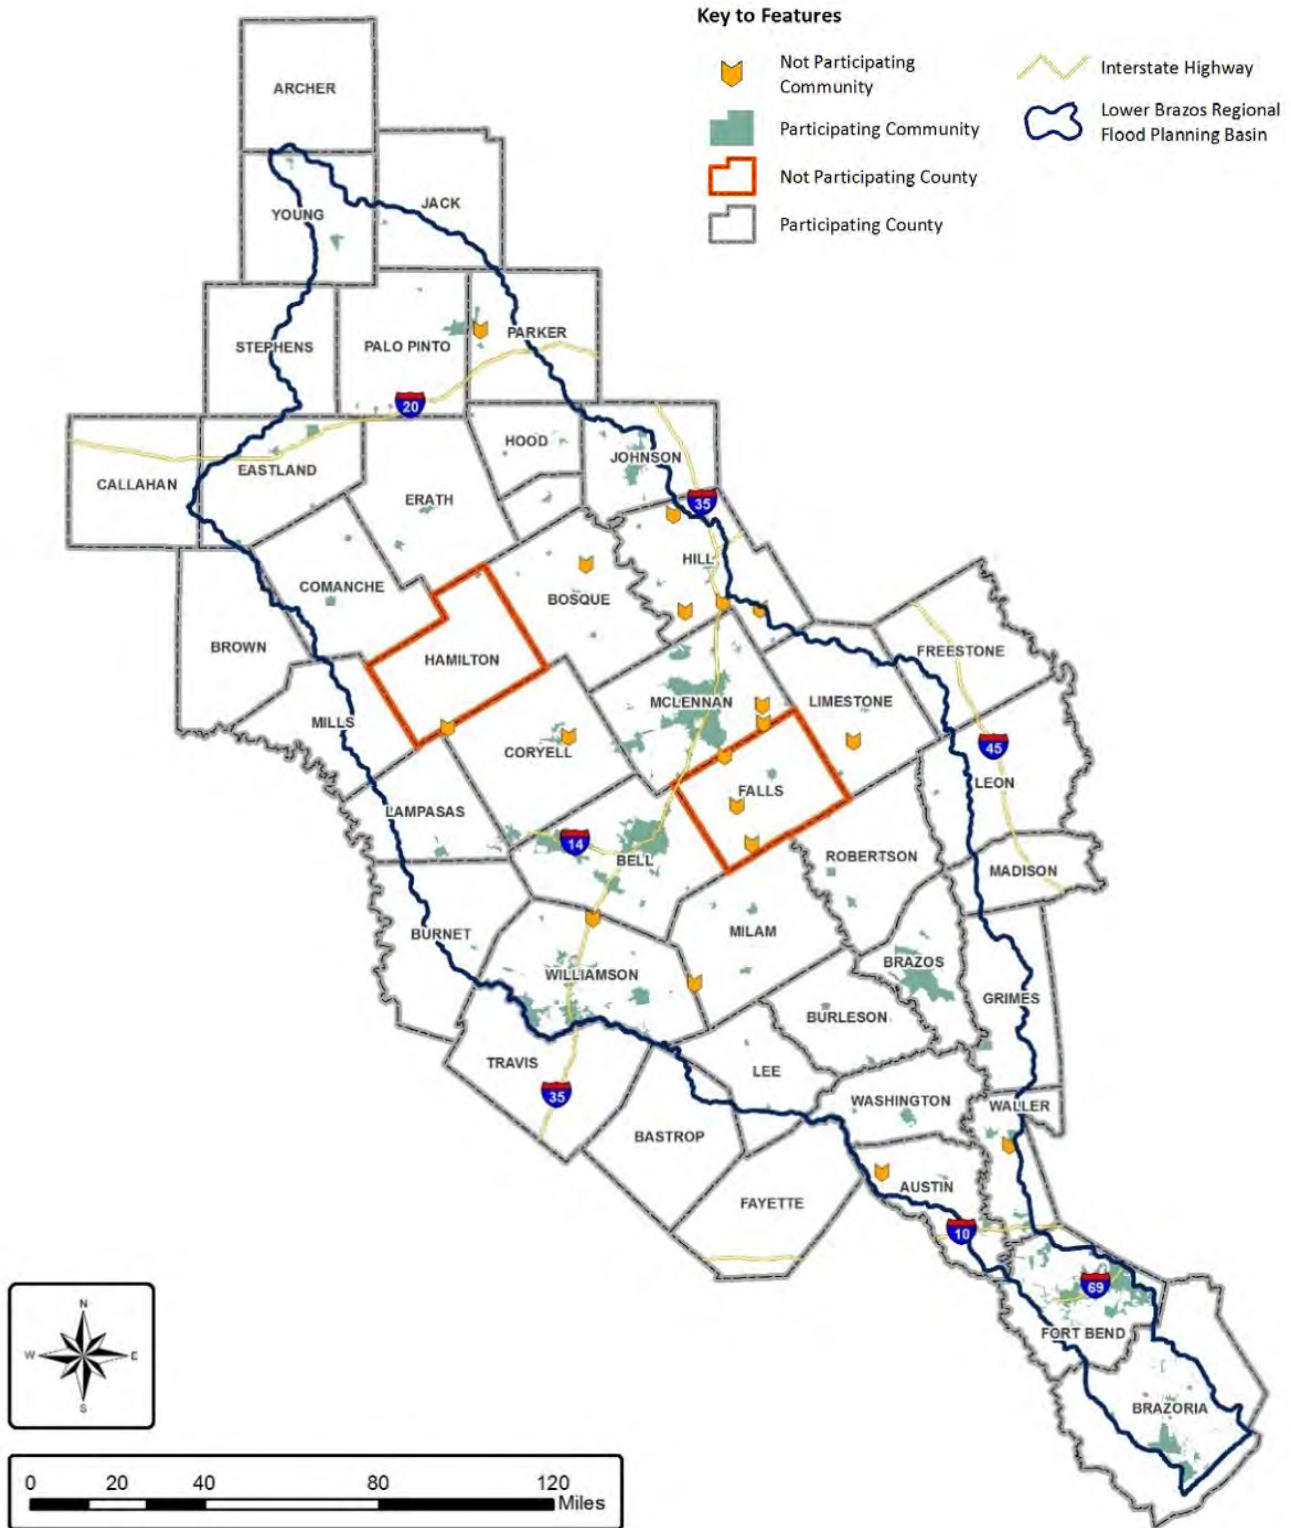 Key to Features
Not Participating
Community
Participating Community
Not Participating County
Participating County
Interstate Highway
Lower Brazos Regional
Flood Planning Basin
ARCHER
JACK
YOUNG
PARKER
STEPHENS
PALO PINTO
20
HOOD
JOHNSON
EASTLAND
CALLAHAN
ERATH
35
HILL
COMANCHE
BOSQUE
BROWN
HAMILTON
FREESTONE
MCLENNAN
LIMESTONE
MILLS
CORYELL
45
LEON
FALLS
LAMPASAS
14
BELL
ROBERTSON
MADISON
BURNET
MILAM
BRAZOS
WILLIAMSON
GRIMES
BURLESON
TRAVIS
LEE
35
WASHINGTON
WALLER
BASTROP
AUSTIN
FAYETTE
10
69
FORT BEND
BRAZORIA
N
W E
S
0 20 40 80 120
Miles